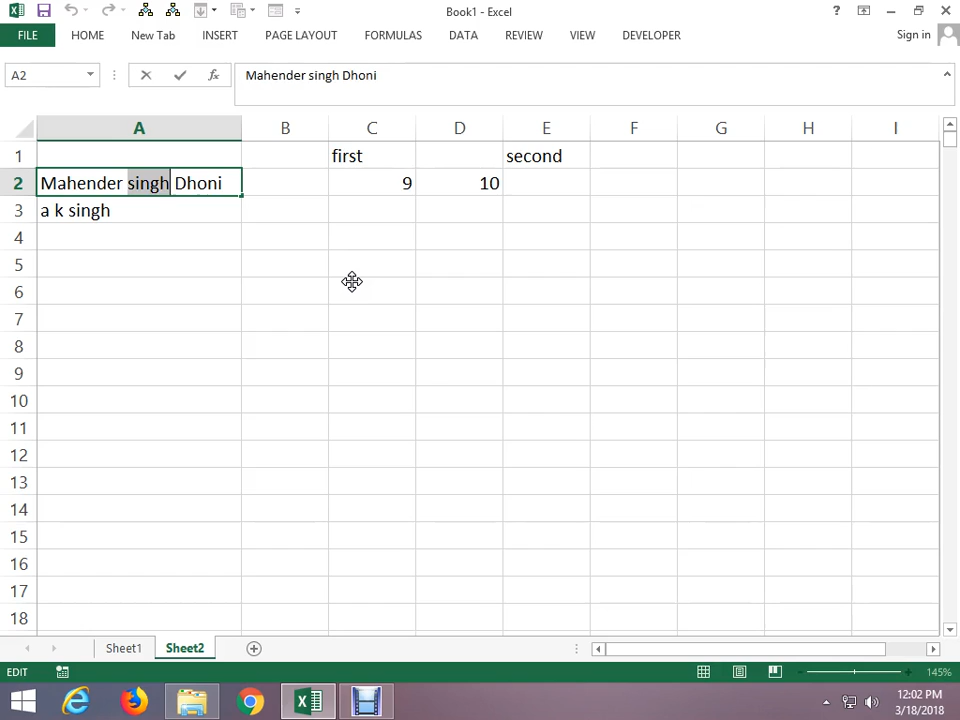 Book1 - Excel
?
FILE HOME New Tab INSERT PAGE LAYOUT FORMULAS DATA REVIEW VIEW DEVELOPER Sign in
A2 fx Mahender singh Dhoni
A B C D E F G H I
1 first second
2 Mahender singh Dhoni 9 10
3 a k singh
4
5
6
7
8
9
10
11
12
13
14
15
16
17
18
Sheet1 Sheet2
EDIT 145%
12:02 PM
3/18/2018